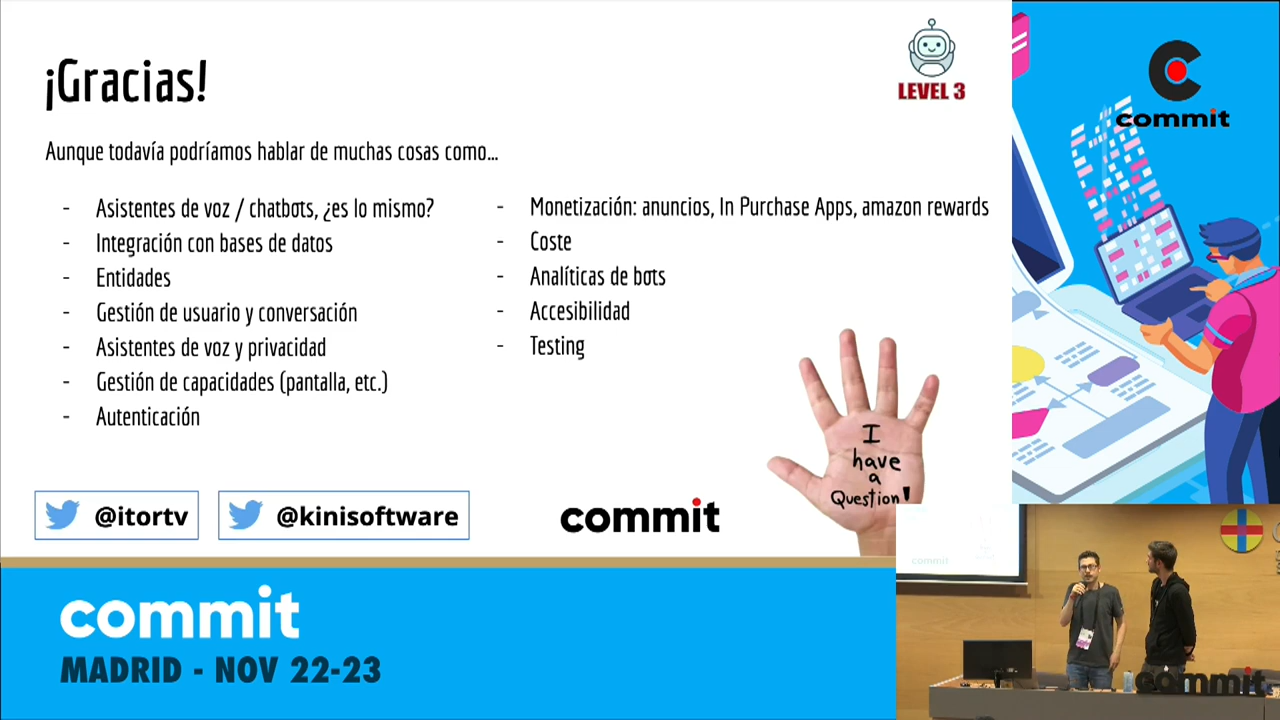 ¡Gracias!
LEVEL 3
Aunque todavía podríamos hablar de muchas cosas como...
- Asistentes de voz / chatbots, ¿es lo mismo?
- Integración con bases de datos
- Entidades
- Gestión de usuario y conversación
- Asistentes de voz y privacidad
- Gestión de capacidades (pantalla, etc.)
- Autenticación
- Monetización: anuncios, In Purchase Apps, amazon rewards
- Coste
- Analíticas de bots
- Accesibilidad
- Testing
I
have
a
Question!
@itortv
@kinisoftware
commit
commit
commit
MADRID - NOV 22-23
commit
commit